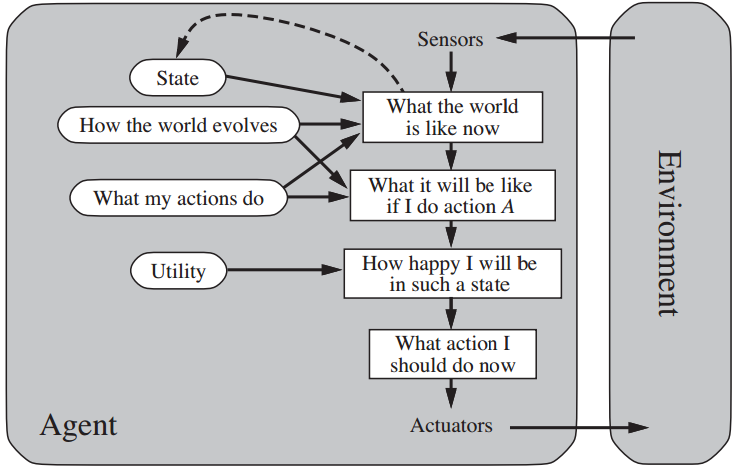 Sensors
State
What the world
is like now
How the world evolves
What my actions do
What it will be like
if I do action A
Utility
How happy I will be
in such a state
What action I
should do now
Agent
Actuators
Environment